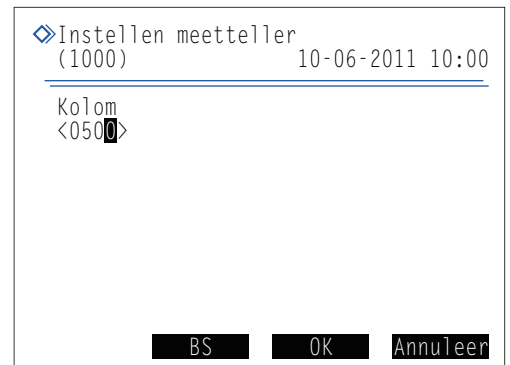 Instellen meetteller
(1000) 10-06-2011 10:00
Kolom
<0500>
BS OK Annuleer